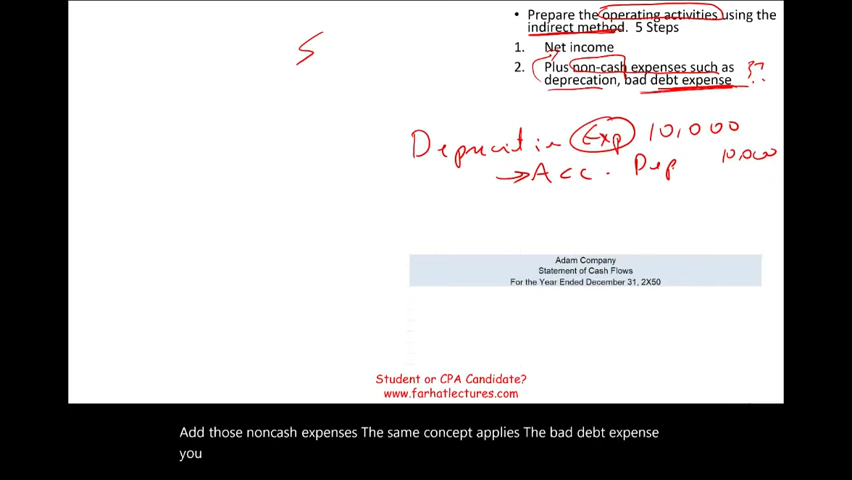 • Prepare the operating activities using the
indirect method. 5 Steps
1. Net income
2. Plus non-cash expenses such as
deprecation, bad debt expense ??
5
Depreciation Exp 10,000
→ Acc. Dep 10,000
Adam Company
Statement of Cash Flows
For the Year Ended December 31, 2X50
Student or CPA Candidate?
www.farhatlectures.com
Add those noncash expenses The same concept applies The bad debt expense
you